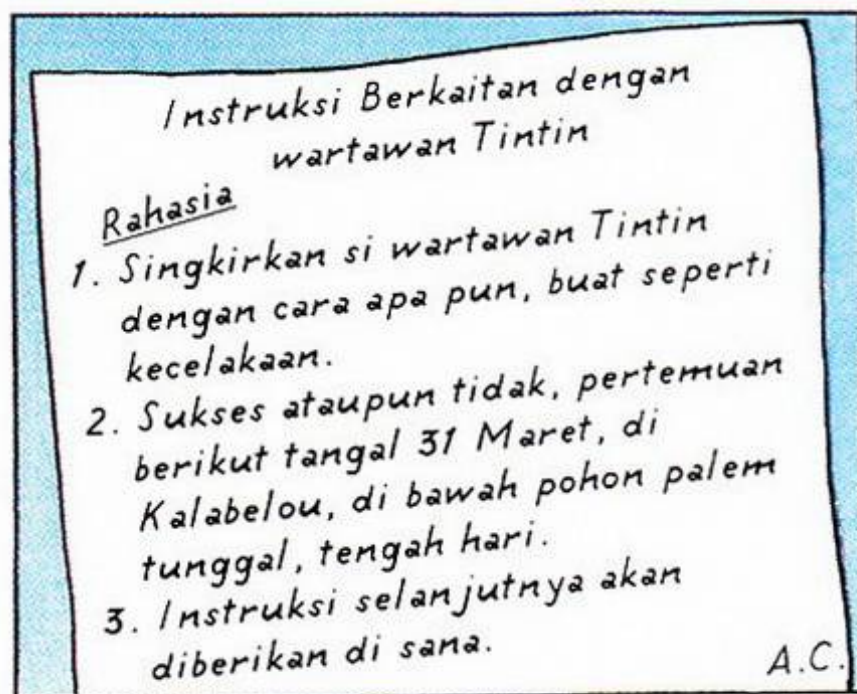 Instruksi Berkaitan dengan
wartawan Tintin
Rahasia
1. Singkirkan si wartawan Tintin
dengan cara apa pun, buat seperti
kecelakaan.
2. Sukses ataupun tidak, pertemuan
berikut tangal 31 Maret, di
Kalabelou, di bawah pohon palem
tunggal, tengah hari.
3. Instruksi selanjutnya akan
diberikan di sana.
A.C.